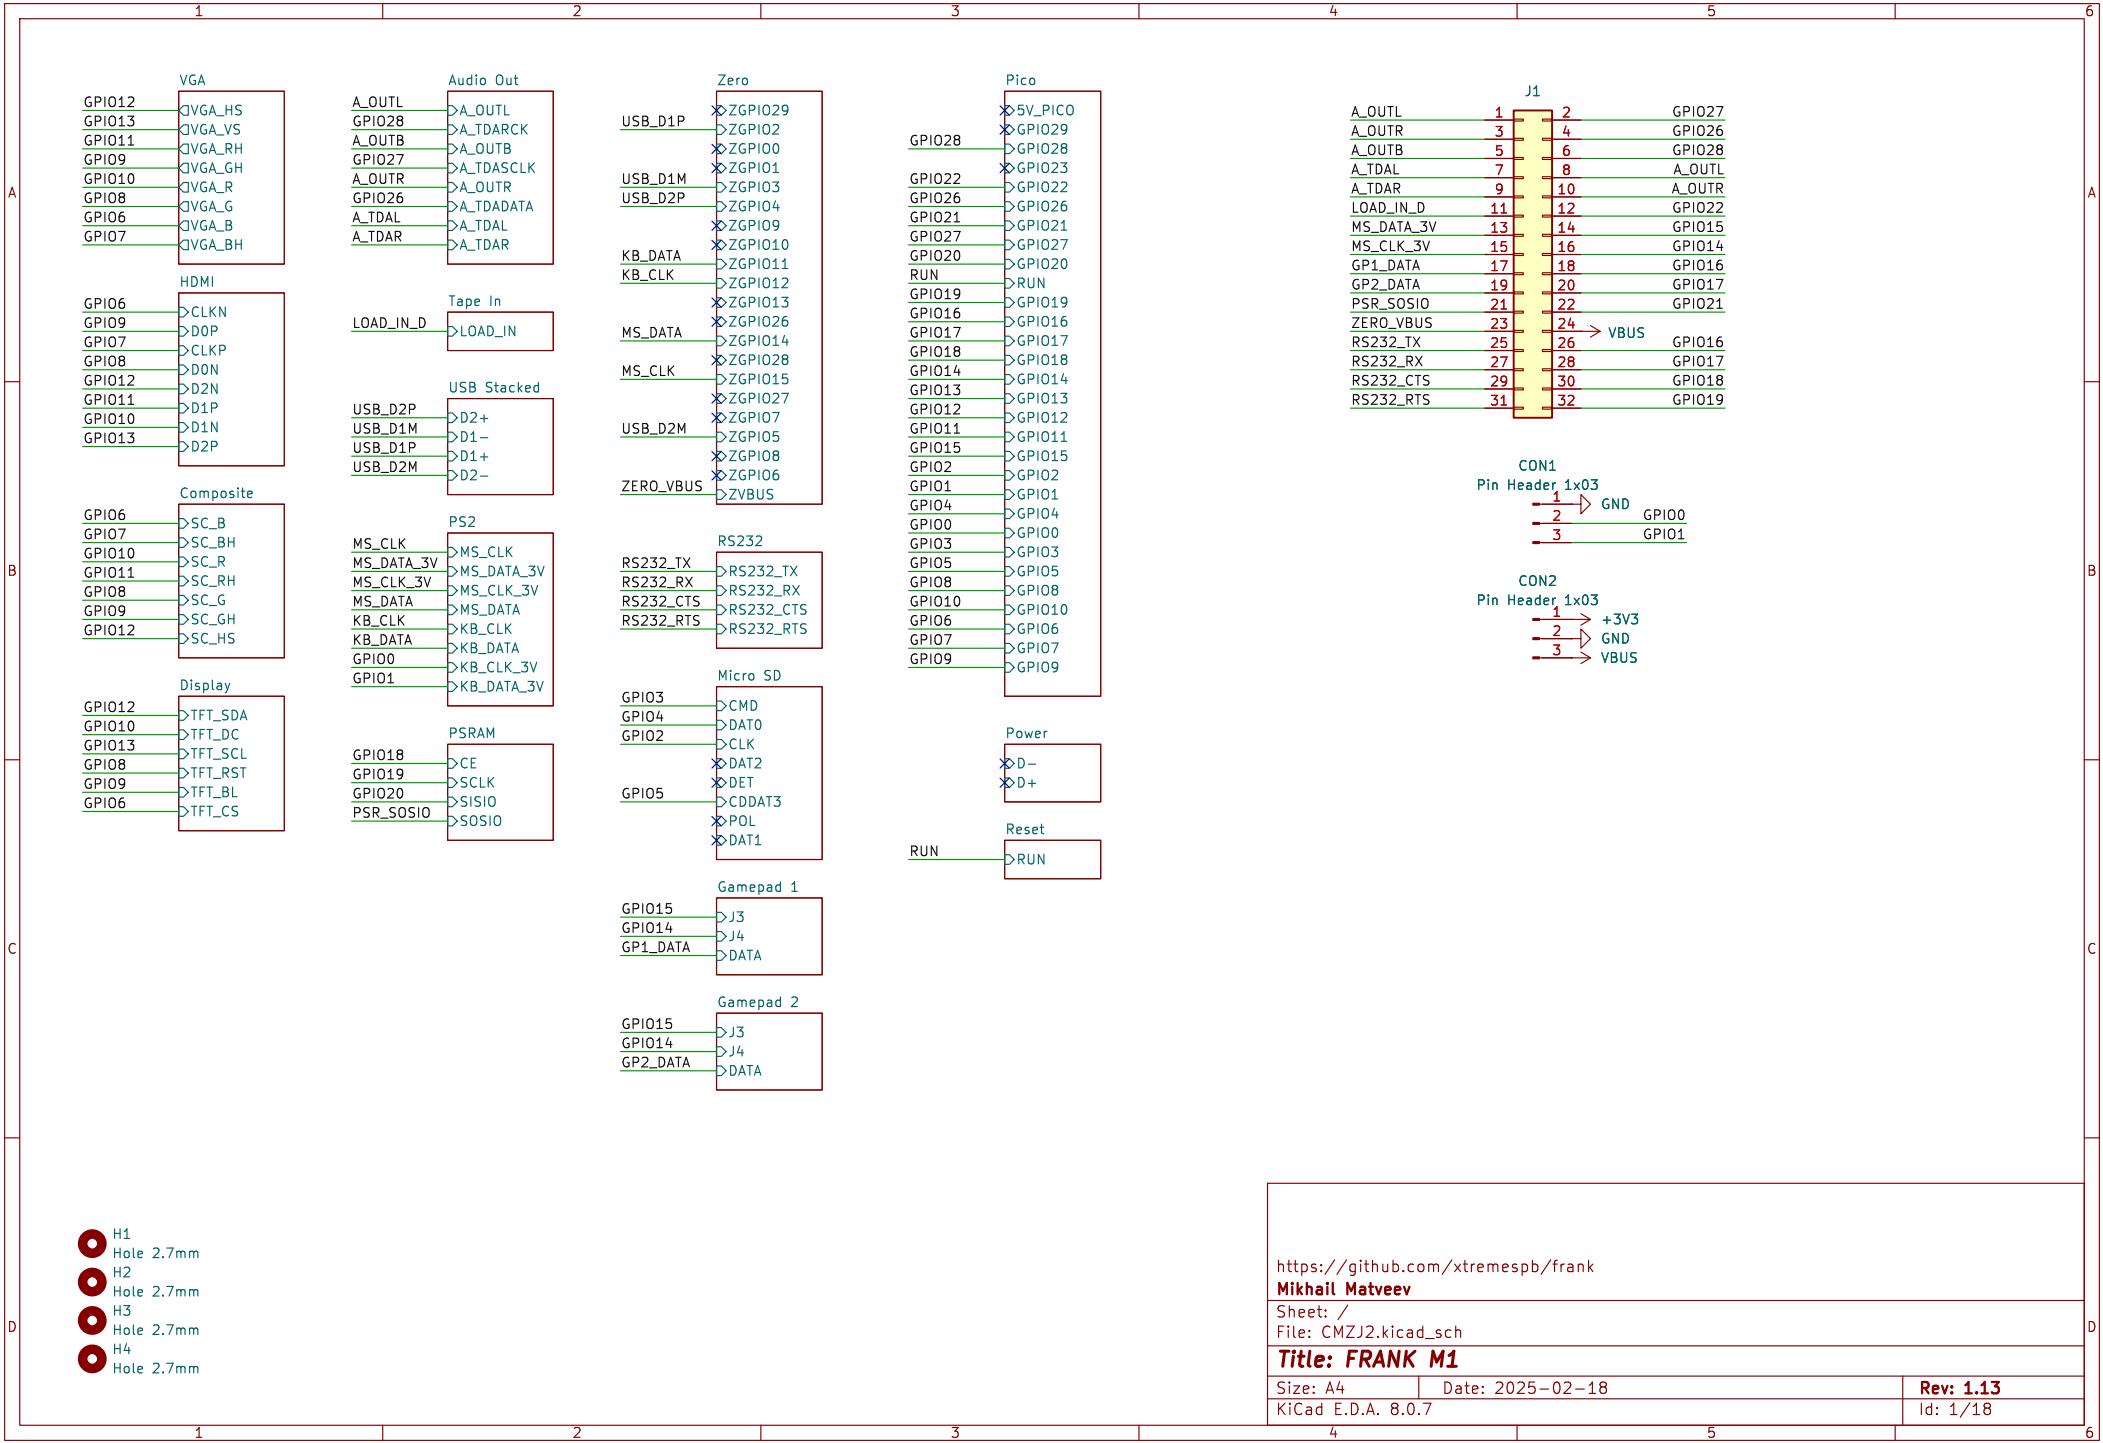 1 2 3 4 5 6
A
B
C
D
VGA
GPIO12 VGA_HS
GPIO13 VGA_VS
GPIO11 VGA_RH
GPIO9 VGA_GH
GPIO10 VGA_R
GPIO8 VGA_G
GPIO6 VGA_B
GPIO7 VGA_BH
HDMI
GPIO6 CLKN
GPIO9 D0P
GPIO7 CLKP
GPIO8 D0N
GPIO12 D2N
GPIO11 D1P
GPIO10 D1N
GPIO13 D2P
Composite
GPIO6 SC_B
GPIO7 SC_BH
GPIO10 SC_R
GPIO11 SC_RH
GPIO8 SC_G
GPIO9 SC_GH
GPIO12 SC_HS
Display
GPIO12 TFT_SDA
GPIO10 TFT_DC
GPIO13 TFT_SCL
GPIO8 TFT_RST
GPIO9 TFT_BL
GPIO6 TFT_CS
Audio Out
A_OUTL A_OUTL
GPIO28 A_TDARCK
A_OUTB A_OUTB
GPIO27 A_TDASCLK
A_OUTR A_OUTR
GPIO26 A_TDADATA
A_TDAL A_TDAL
A_TDAR A_TDAR
Tape In
LOAD_IN_D LOAD_IN
USB Stacked
USB_D2P D2+
USB_D1M D1-
USB_D1P D1+
USB_D2M D2-
PS2
MS_CLK MS_CLK
MS_DATA_3V MS_DATA_3V
MS_CLK_3V MS_CLK_3V
MS_DATA MS_DATA
KB_CLK KB_CLK
KB_DATA KB_DATA
GPIO0 KB_CLK_3V
GPIO1 KB_DATA_3V
PSRAM
GPIO18 CE
GPIO19 SCLK
GPIO20 SISIO
PSR_SOSIO SOSIO
Zero
ZGPIO29
USB_D1P ZGPIO2
ZGPIO0
ZGPIO1
USB_D1M ZGPIO3
USB_D2P ZGPIO4
ZGPIO9
ZGPIO10
KB_DATA ZGPIO11
KB_CLK ZGPIO12
ZGPIO13
ZGPIO26
MS_DATA ZGPIO14
ZGPIO28
MS_CLK ZGPIO15
ZGPIO27
ZGPIO7
USB_D2M ZGPIO5
ZGPIO8
ZGPIO6
ZERO_VBUS ZVBUS
RS232
RS232_TX RS232_TX
RS232_RX RS232_RX
RS232_CTS RS232_CTS
RS232_RTS RS232_RTS
Micro SD
GPIO3 CMD
GPIO4 DAT0
GPIO2 CLK
DAT2
DET
GPIO5 CDDAT3
POL
DAT1
Gamepad 1
GPIO15 J3
GPIO14 J4
GP1_DATA DATA
Gamepad 2
GPIO15 J3
GPIO14 J4
GP2_DATA DATA
Pico
5V_PICO
GPIO29
GPIO28 GPIO28
GPIO23
GPIO22 GPIO22
GPIO26 GPIO26
GPIO21 GPIO21
GPIO27 GPIO27
GPIO20 GPIO20
RUN RUN
GPIO19 GPIO19
GPIO16 GPIO16
GPIO17 GPIO17
GPIO18 GPIO18
GPIO14 GPIO14
GPIO13 GPIO13
GPIO12 GPIO12
GPIO11 GPIO11
GPIO15 GPIO15
GPIO2 GPIO2
GPIO1 GPIO1
GPIO4 GPIO4
GPIO0 GPIO0
GPIO3 GPIO3
GPIO5 GPIO5
GPIO8 GPIO8
GPIO10 GPIO10
GPIO6 GPIO6
GPIO7 GPIO7
GPIO9 GPIO9
Power
D-
D+
Reset
RUN RUN
J1
A_OUTL 1 2 GPIO27
A_OUTR 3 4 GPIO26
A_OUTB 5 6 GPIO28
A_TDAL 7 8 A_OUTL
A_TDAR 9 10 A_OUTR
LOAD_IN_D 11 12 GPIO22
MS_DATA_3V 13 14 GPIO15
MS_CLK_3V 15 16 GPIO14
GP1_DATA 17 18 GPIO16
GP2_DATA 19 20 GPIO17
PSR_SOSIO 21 22 GPIO21
ZERO_VBUS 23 24 VBUS
RS232_TX 25 26 GPIO16
RS232_RX 27 28 GPIO17
RS232_CTS 29 30 GPIO18
RS232_RTS 31 32 GPIO19
CON1
Pin Header 1x03
1 GND
2 GPIO0
3 GPIO1
CON2
Pin Header 1x03
1 +3V3
2 GND
3 VBUS
H1
Hole 2.7mm
H2
Hole 2.7mm
H3
Hole 2.7mm
H4
Hole 2.7mm
https://github.com/xtremespb/frank
Mikhail Matveev
Sheet: /
File: CMZJ2.kicad_sch
Title: FRANK M1
Size: A4 Date: 2025-02-18 Rev: 1.13
KiCad E.D.A. 8.0.7 Id: 1/18
A
B
C
D
1 2 3 4 5 6